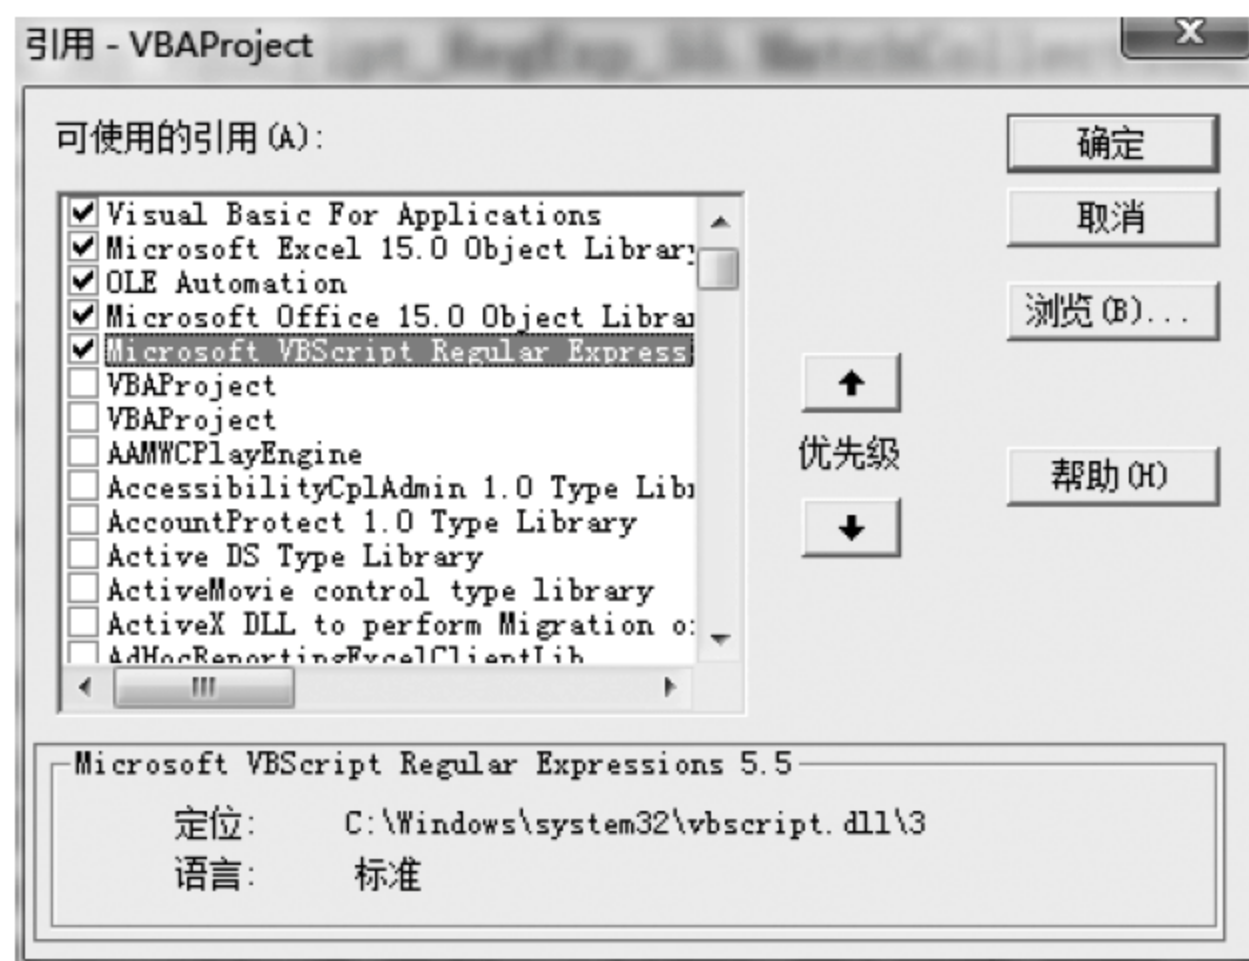 引用 - VBAProject
可使用的引用(A):
Visual Basic For Applications
Microsoft Excel 15.0 Object Library
OLE Automation
Microsoft Office 15.0 Object Librar
Microsoft VBScript Regular Express
VBAProject
VBAProject
AAMWCPlayEngine
AccessibilityCplAdmin 1.0 Type Libr
AccountProtect 1.0 Type Library
Active DS Type Library
ActiveMovie control type library
ActiveX DLL to perform Migration o
AdHocReportingExcelClientLib
确定
取消
浏览(B)...
优先级
帮助(H)
Microsoft VBScript Regular Expressions 5.5
定位: C:\Windows\system32\vbscript.dll\3
语言: 标准